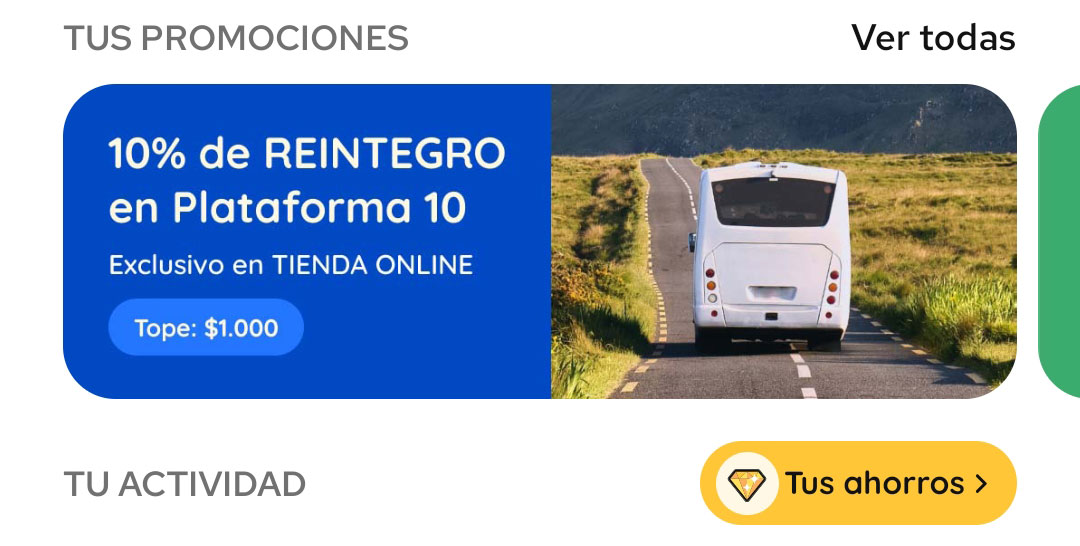 TUS PROMOCIONES
Ver todas
10% de REINTEGRO
en Plataforma 10
Exclusivo en TIENDA ONLINE
Tope: $1.000
TU ACTIVIDAD
Tus ahorros